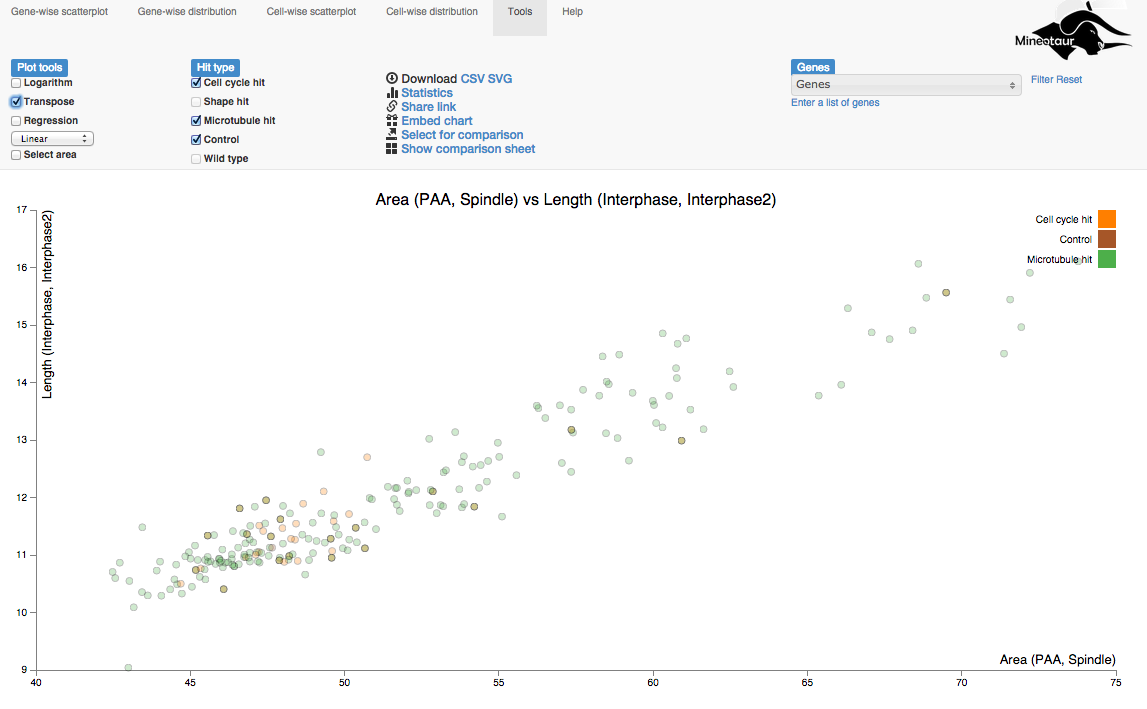 Gene-wise scatterplot Gene-wise distribution Cell-wise scatterplot Cell-wise distribution Tools Help
Mineotaur
Plot tools
Logarithm
Transpose
Regression
Linear
Select area
Hit type
Cell cycle hit
Shape hit
Microtubule hit
Control
Wild type
Download CSV SVG
Statistics
Share link
Embed chart
Select for comparison
Show comparison sheet
Genes
Genes
Filter Reset
Enter a list of genes
Area (PAA, Spindle) vs Length (Interphase, Interphase2)
Cell cycle hit
Control
Microtubule hit
Length (Interphase, Interphase2)
17
16
15
14
13
12
11
10
9
Area (PAA, Spindle)
40 45 50 55 60 65 70 75